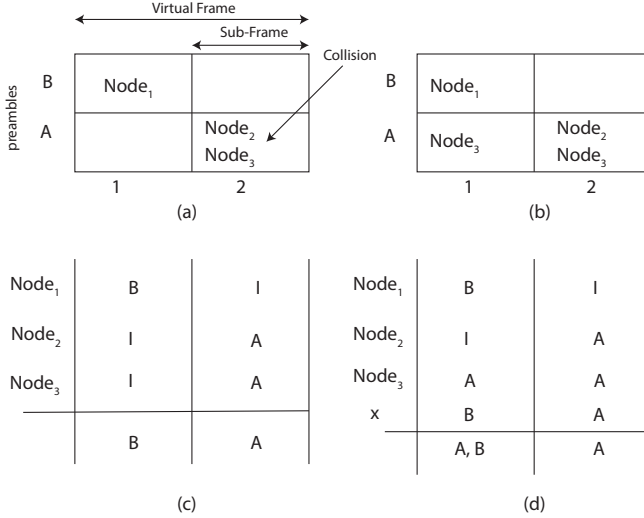 Virtual Frame
Sub-Frame
Collision
preambles
B
Node₁
A
Node₂
Node₃
1 2
(a)
B
Node₁
A
Node₃
Node₂
Node₃
1 2
(b)
Node₁ B I
Node₂ I A
Node₃ I A
B A
(c)
Node₁ B I
Node₂ I A
Node₃ A A
x B A
A, B A
(d)